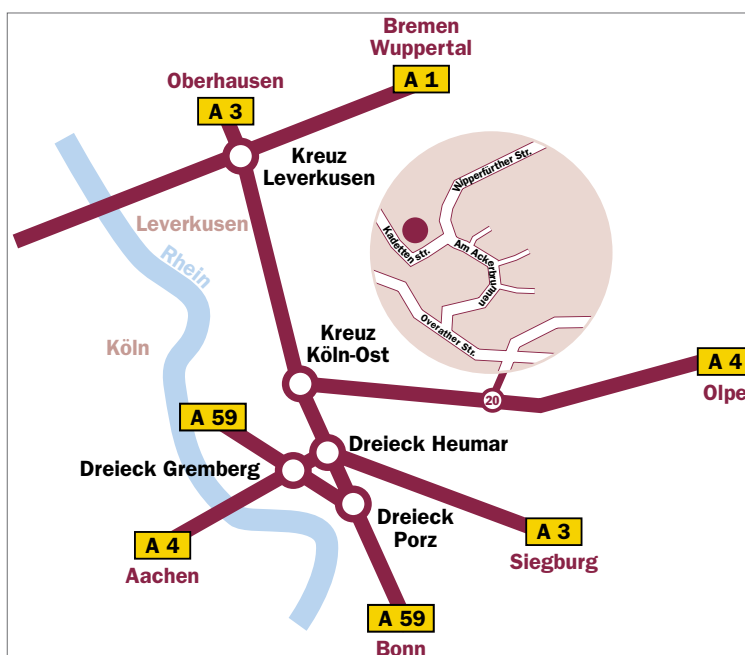 Bremen
Wuppertal
A 1
Oberhausen
A 3
Kreuz
Leverkusen
Leverkusen
Rhein
Köln
Wipperfürther Str.
Kadetten str.
Am Ackerbrunnen
Overather Str.
Kreuz
Köln-Ost
20
A 4
Olpe
A 59
Dreieck Heumar
Dreieck Gremberg
Dreieck
Porz
A 4
Aachen
A 3
Siegburg
A 59
Bonn